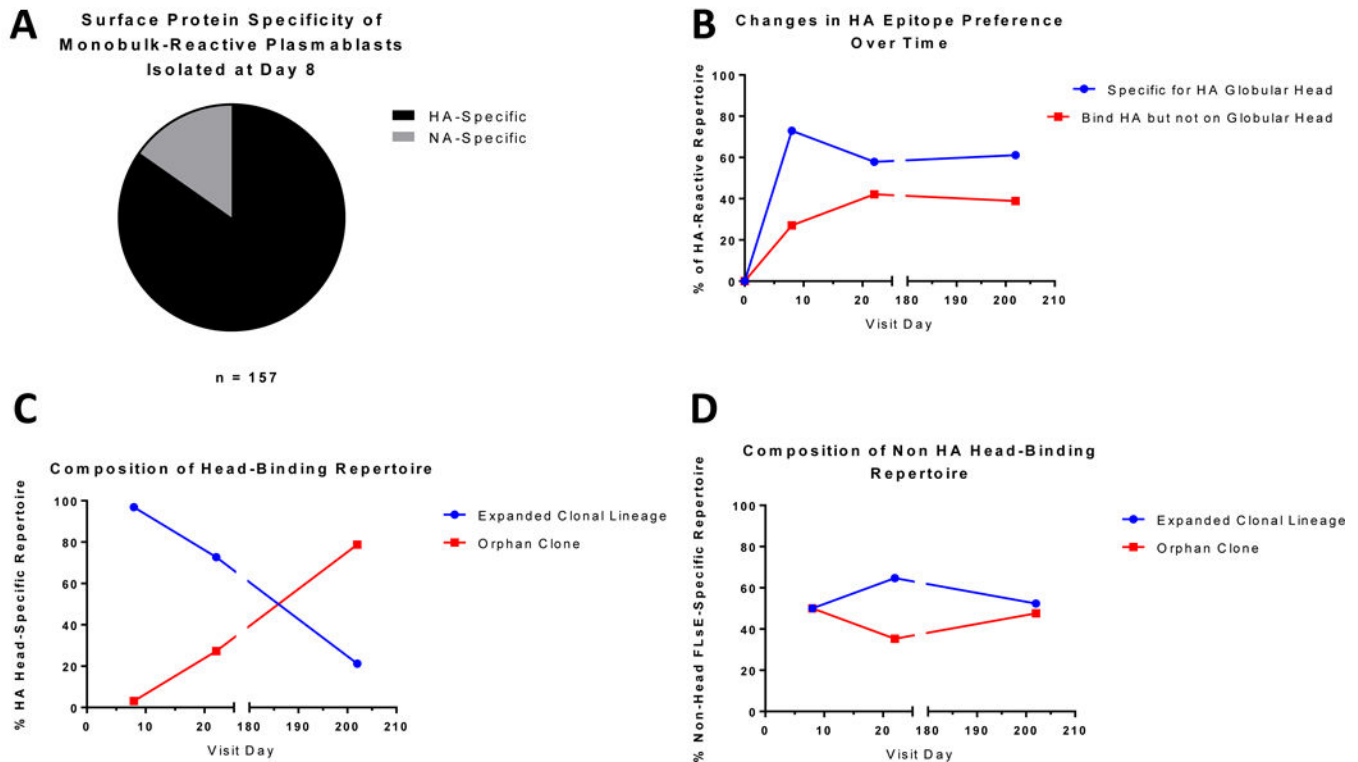 A
Surface Protein Specificity of
Monobulk-Reactive Plasmablasts
Isolated at Day 8
HA-Specific
NA-Specific
n = 157
B
Changes in HA Epitope Preference
Over Time
% of HA-Reactive Repertoire
100
80
60
40
20
0
0 10 20 180 190 200 210
Visit Day
Specific for HA Globular Head
Bind HA but not on Globular Head
C
Composition of Head-Binding Repertoire
% HA Head-Specific Repertoire
100
80
60
40
20
0
0 10 20 180 190 200 210
Visit Day
Expanded Clonal Lineage
Orphan Clone
D
Composition of Non HA Head-Binding
Repertoire
% Non-Head FLsE-Specific Repertoire
100
80
60
40
20
0
0 10 20 180 190 200 210
Visit Day
Expanded Clonal Lineage
Orphan Clone